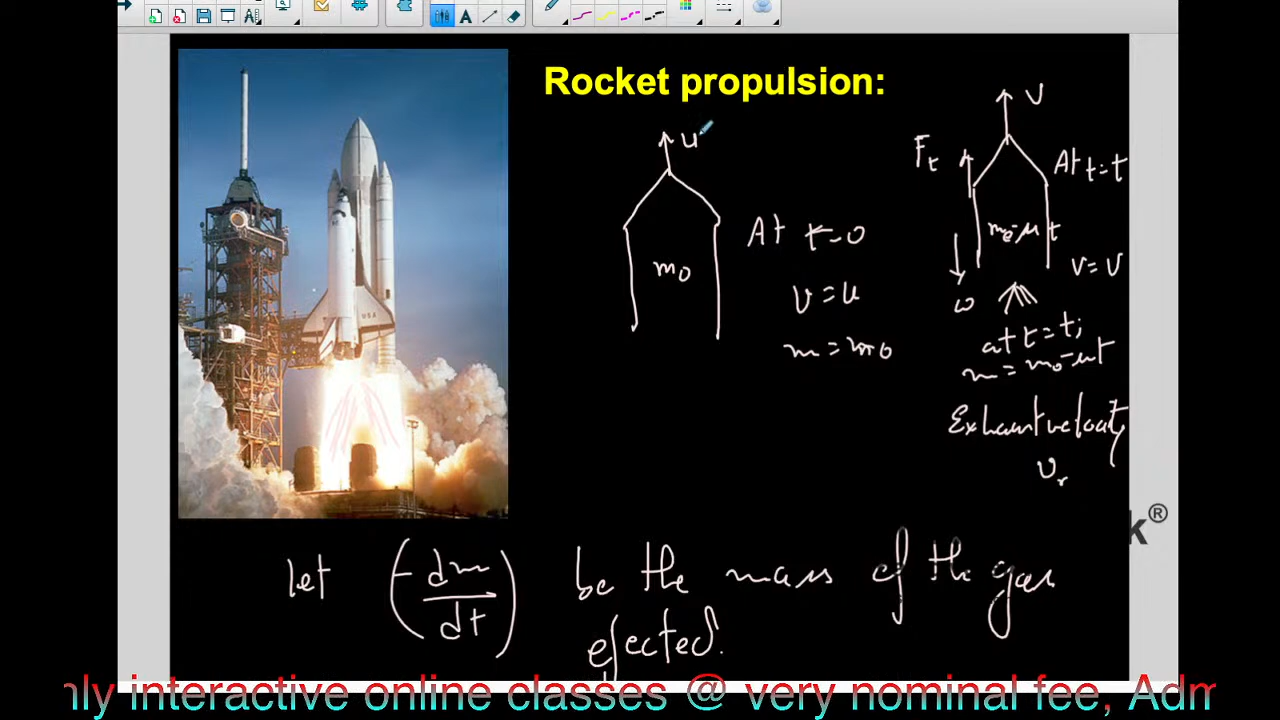 Rocket propulsion:
u
m0
At t=0
v=u
m=m0
v
Ft
At t=t
m0-μt
v=v
w
at t=t;
m=m0-μt
Exhaust velocity
vr
k®
let (-dm/dt) be the mass of the gas
ejected.
nly interactive online classes @ very nominal fee, Adm